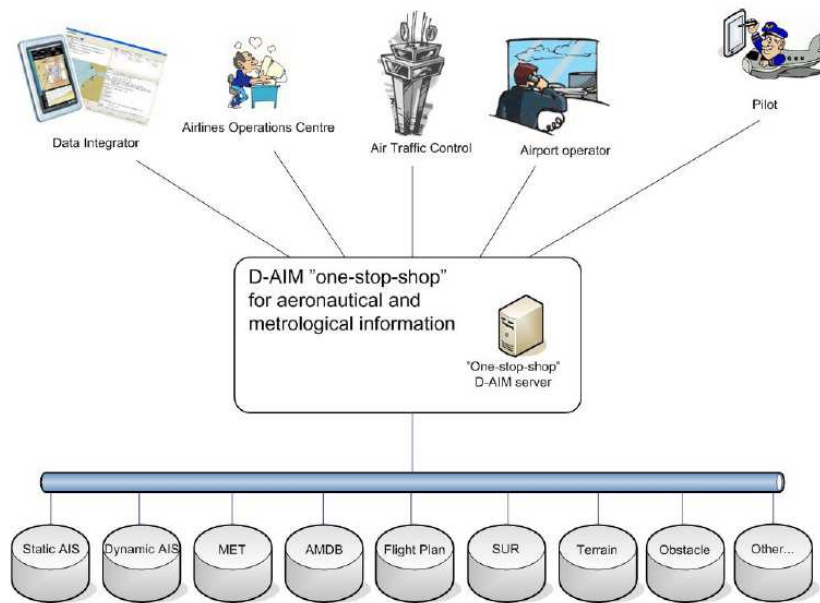 Data Integrator
Airlines Operations Centre
Air Traffic Control
Airport operator
Pilot
D-AIM "one-stop-shop"
for aeronautical and
metrological information
"One-stop-shop"
D-AIM server
Static AIS
Dynamic AIS
MET
AMDB
Flight Plan
SUR
Terrain
Obstacle
Other...